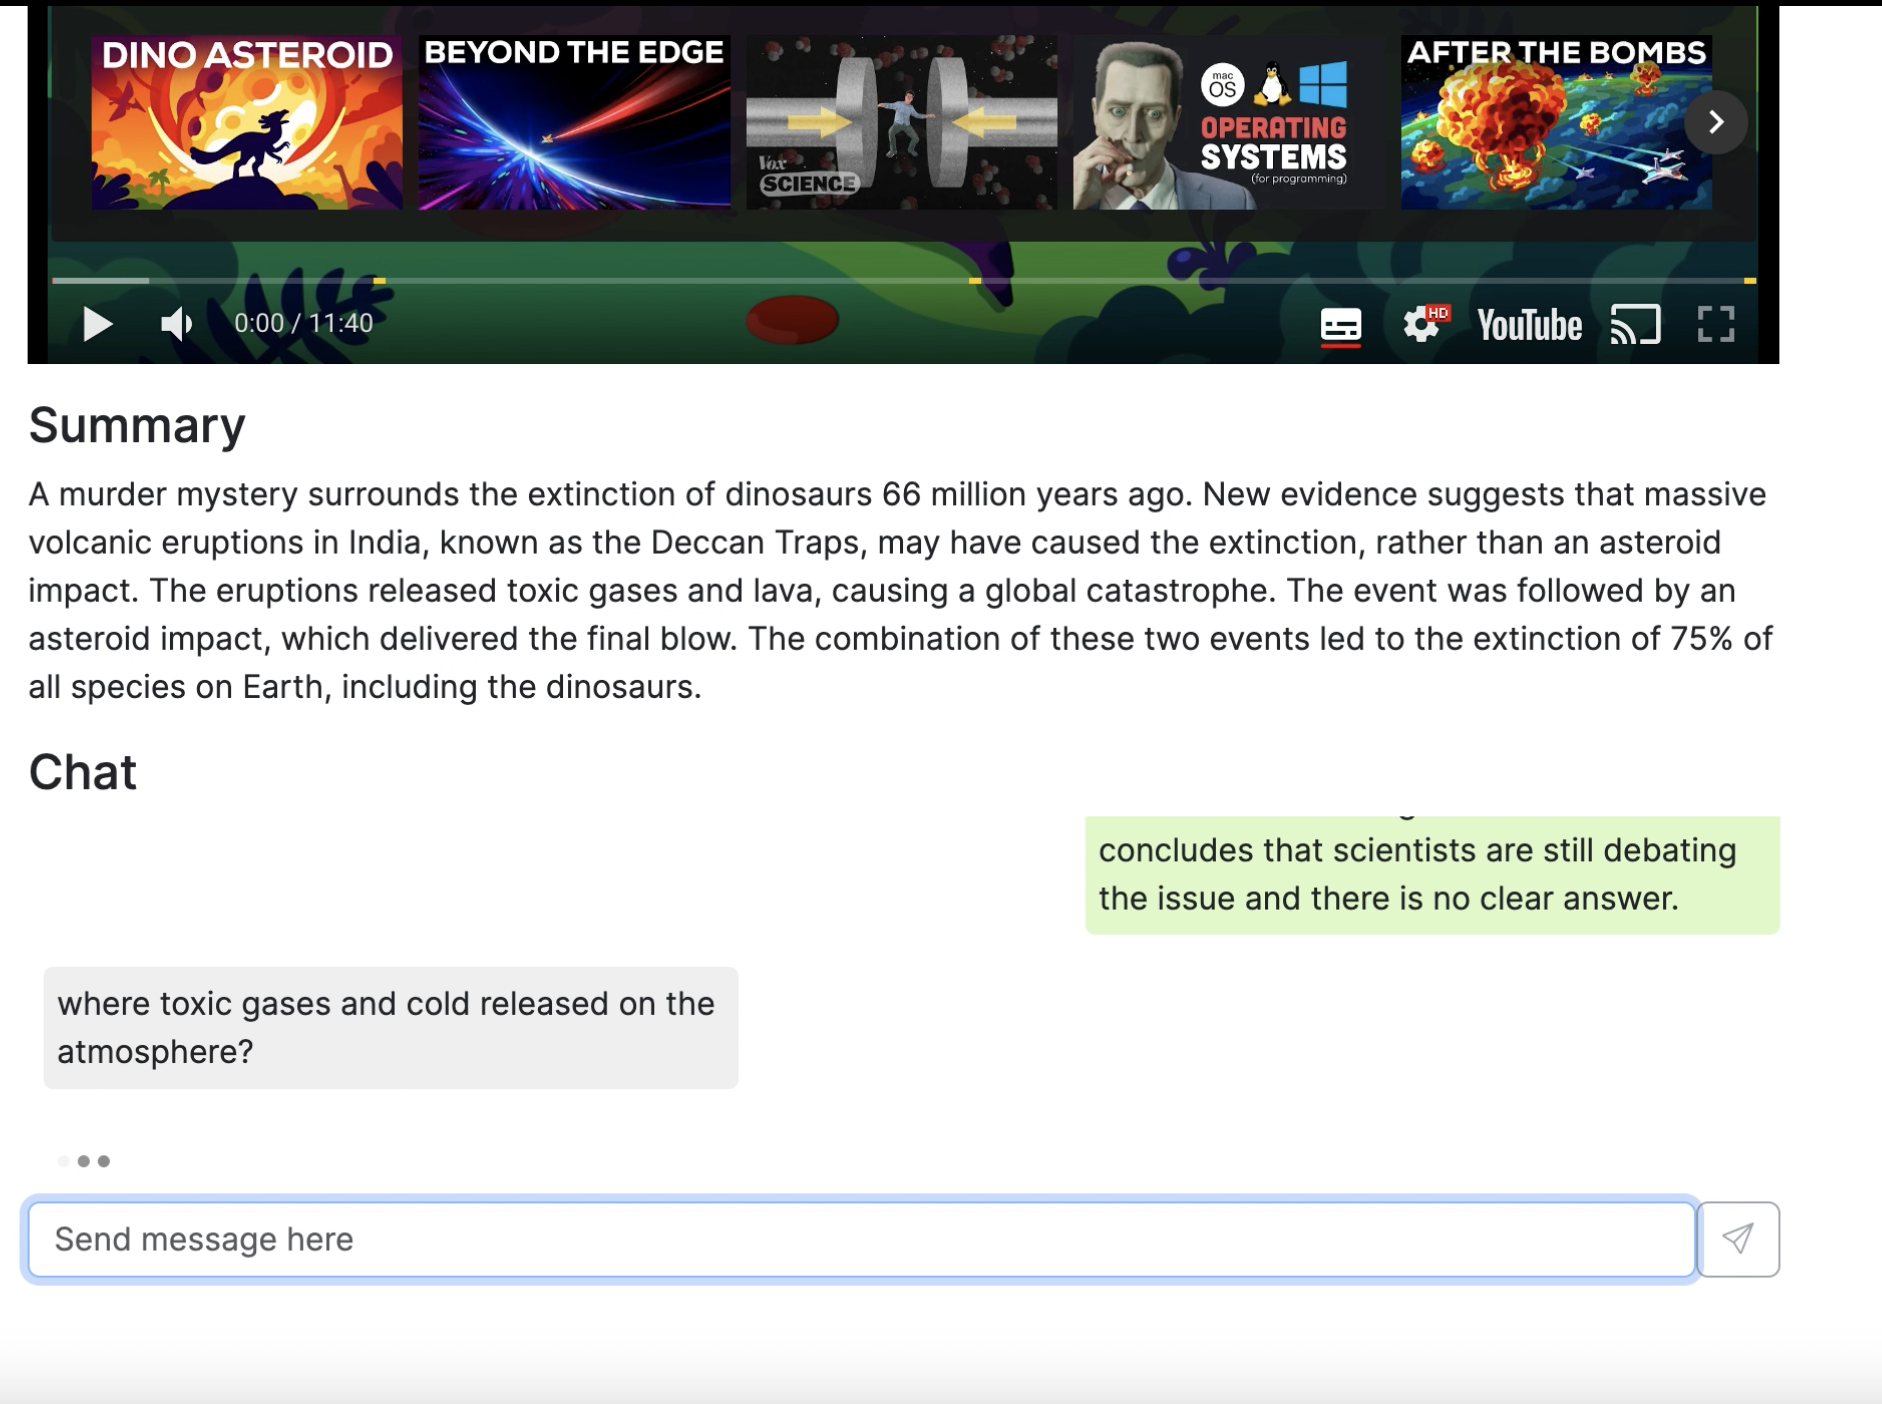 DINO ASTEROID
BEYOND THE EDGE
Vox
SCIENCE
mac
OS
OPERATING
SYSTEMS
(for programming)
AFTER THE BOMBS
0:00 / 11:40
HD
YouTube
Summary
A murder mystery surrounds the extinction of dinosaurs 66 million years ago. New evidence suggests that massive
volcanic eruptions in India, known as the Deccan Traps, may have caused the extinction, rather than an asteroid
impact. The eruptions released toxic gases and lava, causing a global catastrophe. The event was followed by an
asteroid impact, which delivered the final blow. The combination of these two events led to the extinction of 75% of
all species on Earth, including the dinosaurs.
Chat
concludes that scientists are still debating
the issue and there is no clear answer.
where toxic gases and cold released on the
atmosphere?
Send message here